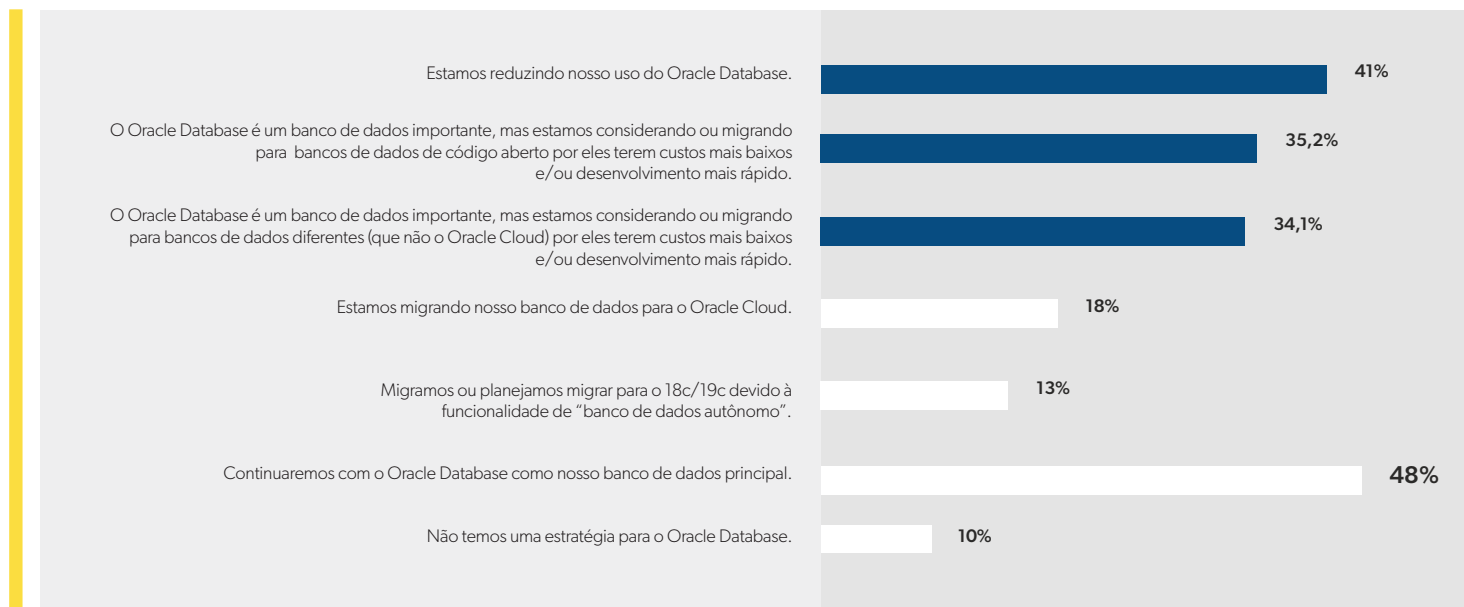 Estamos reduzindo nosso uso do Oracle Database.
41%
O Oracle Database é um banco de dados importante, mas estamos considerando ou migrando
para bancos de dados de código aberto por eles terem custos mais baixos
e/ou desenvolvimento mais rápido.
35,2%
O Oracle Database é um banco de dados importante, mas estamos considerando ou migrando
para bancos de dados diferentes (que não o Oracle Cloud) por eles terem custos mais baixos
e/ou desenvolvimento mais rápido.
34,1%
Estamos migrando nosso banco de dados para o Oracle Cloud.
18%
Migramos ou planejamos migrar para o 18c/19c devido à
funcionalidade de “banco de dados autônomo”.
13%
Continuaremos com o Oracle Database como nosso banco de dados principal.
48%
Não temos uma estratégia para o Oracle Database.
10%